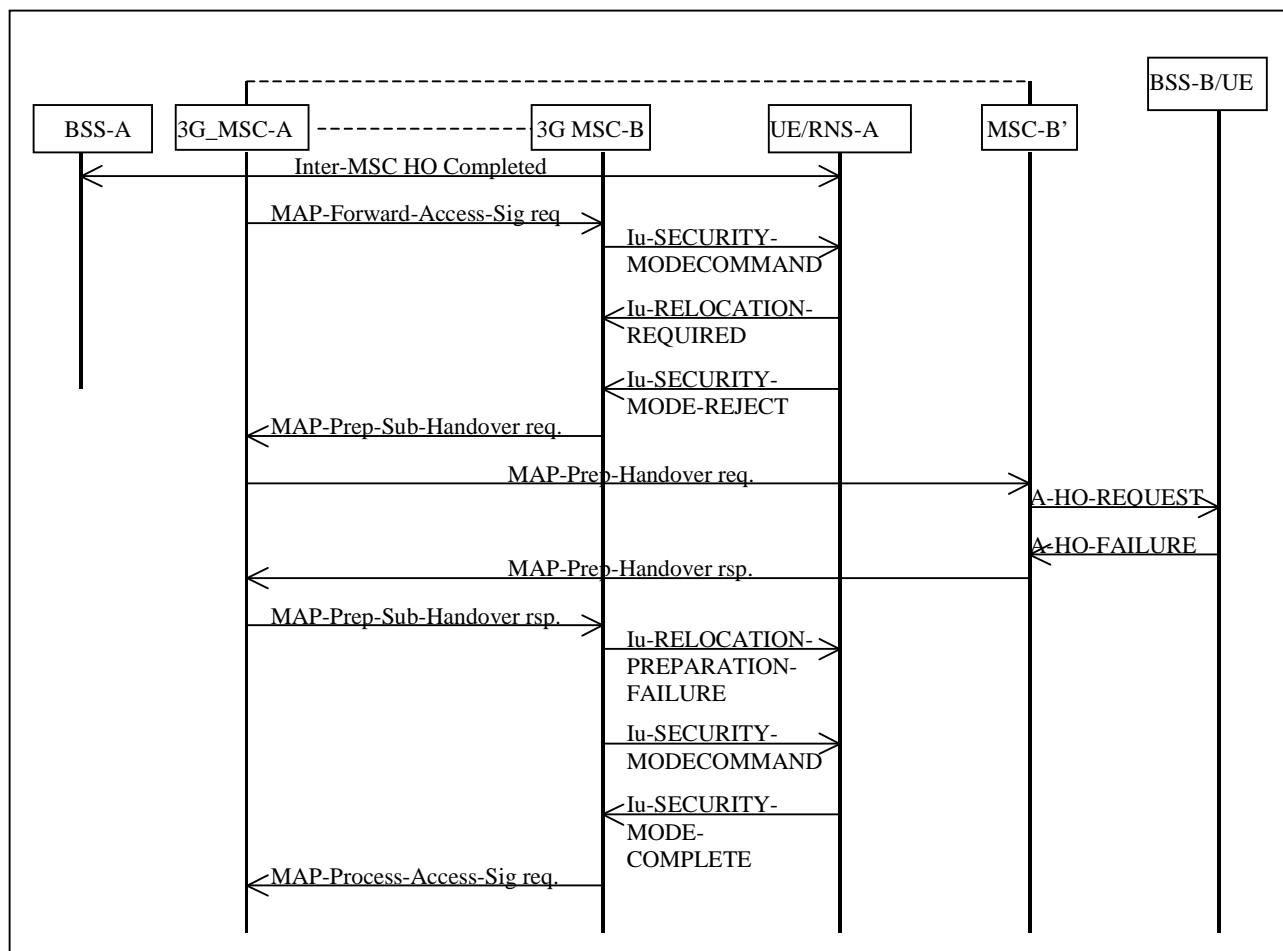 BSS-B/UE
BSS-A
3G_MSC-A
3G MSC-B
UE/RNS-A
MSC-B’
Inter-MSC HO Completed
MAP-Forward-Access-Sig req
Iu-SECURITY-
MODECOMMAND
Iu-RELOCATION-
REQUIRED
Iu-SECURITY-
MODE-REJECT
MAP-Prep-Sub-Handover req.
MAP-Prep-Handover req.
A-HO-REQUEST
A-HO-FAILURE
MAP-Prep-Handover rsp.
MAP-Prep-Sub-Handover rsp.
Iu-RELOCATION-
PREPARATION-
FAILURE
Iu-SECURITY-
MODECOMMAND
Iu-SECURITY-
MODE-
COMPLETE
MAP-Process-Access-Sig req.